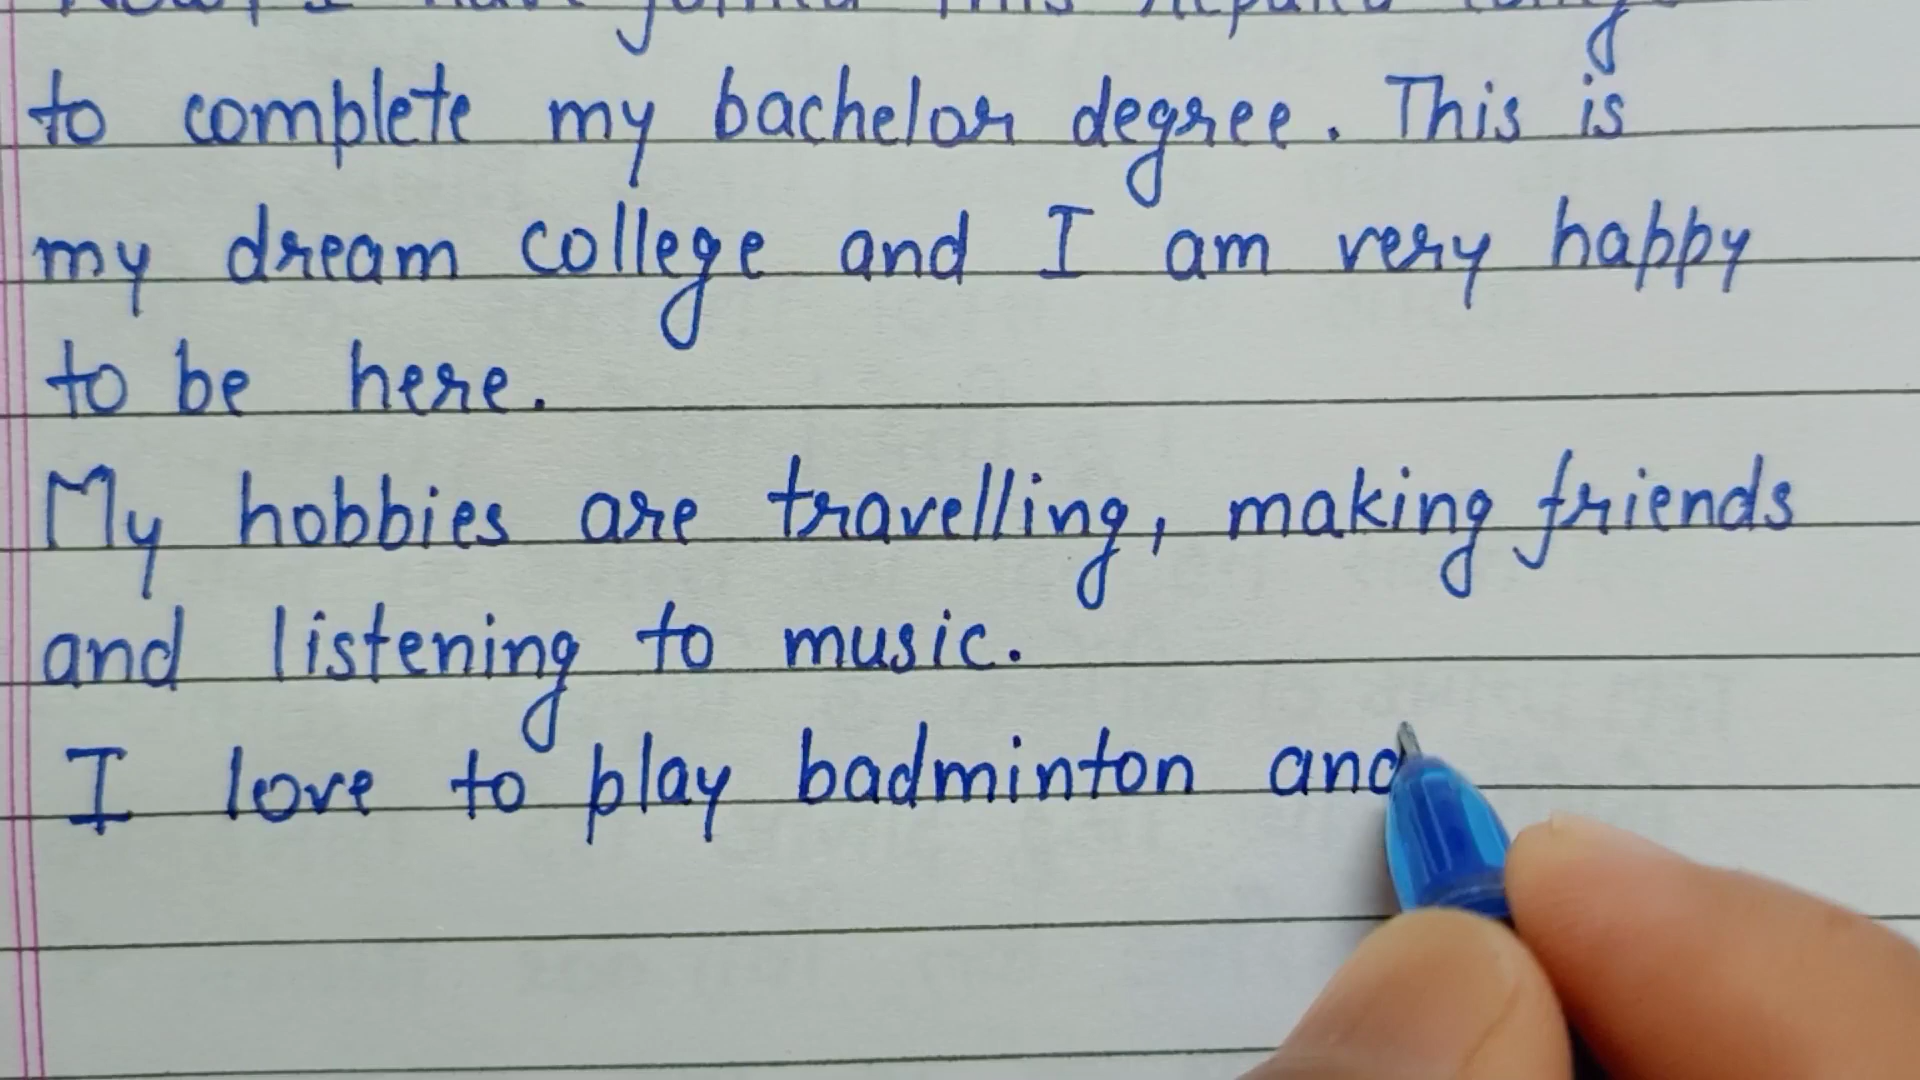 to complete my bachelor degree. This is
my dream college and I am very happy
to be here.
My hobbies are travelling, making friends
and listening to music.
I love to play badminton and